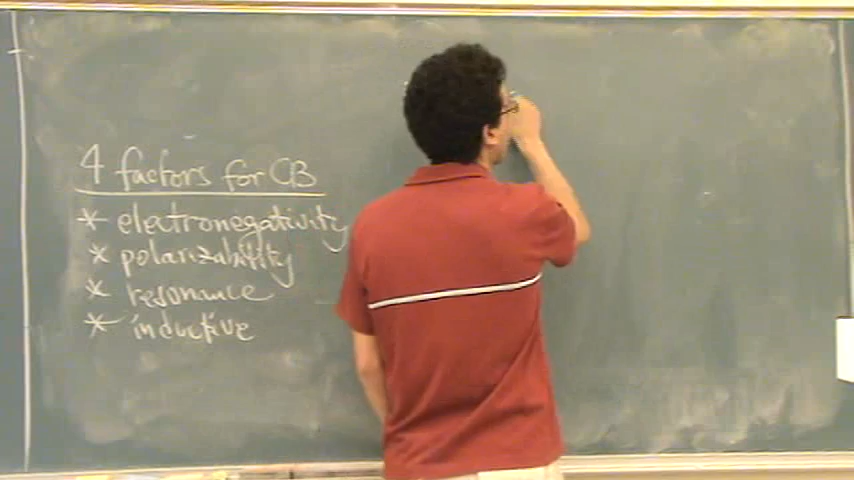 4 factors for CB
* electronegativity
* polarizability
* resonance
* inductive